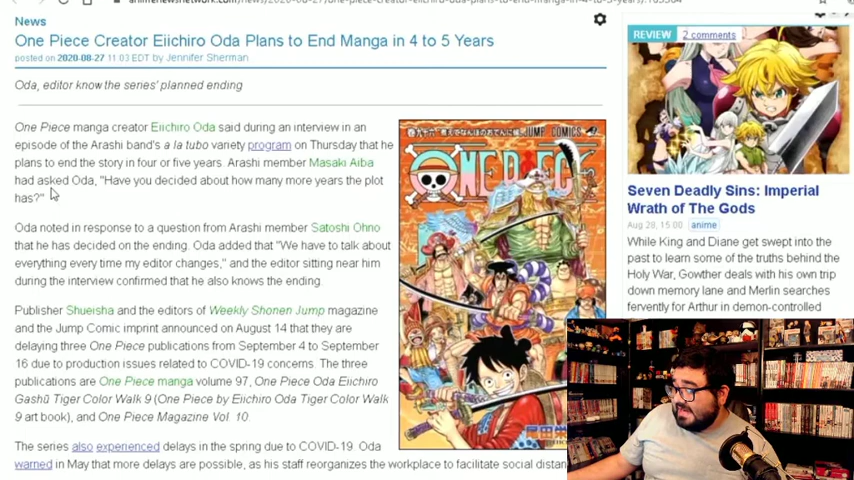 News
One Piece Creator Eiichiro Oda Plans to End Manga in 4 to 5 Years
posted on 2020-08-27 11:03 EDT by Jennifer Sherman
Oda, editor know the series' planned ending
One Piece manga creator Eiichiro Oda said during an interview in an
episode of the Arashi band's a la tubo variety program on Thursday that he
plans to end the story in four or five years. Arashi member Masaki Aiba
had asked Oda, "Have you decided about how many more years the plot
has?"
Oda noted in response to a question from Arashi member Satoshi Ohno
that he has decided on the ending. Oda added that "We have to talk about
everything every time my editor changes," and the editor sitting near him
during the interview confirmed that he also knows the ending.
Publisher Shueisha and the editors of Weekly Shonen Jump magazine
and the Jump Comic imprint announced on August 14 that they are
delaying three One Piece publications from September 4 to September
16 due to production issues related to COVID-19 concerns. The three
publications are One Piece manga volume 97, One Piece Oda Eiichiro
Gashū Tiger Color Walk 9 (One Piece by Eiichiro Oda Tiger Color Walk
9 art book), and One Piece Magazine Vol 10.
The series also experienced delays in the spring due to COVID-19. Oda
warned in May that more delays are possible, as his staff reorganizes the workplace to facilitate social distan
JUMP COMICS
ONE PIECE
尾田栄
REVIEW 2 comments
Seven Deadly Sins: Imperial
Wrath of The Gods
Aug 28, 15:00 anime
While King and Diane get swept into the
past to learn some of the truths behind the
Holy War, Gowther deals with his own trip
down memory lane and Merlin searches
fervently for Arthur in demon-controlled